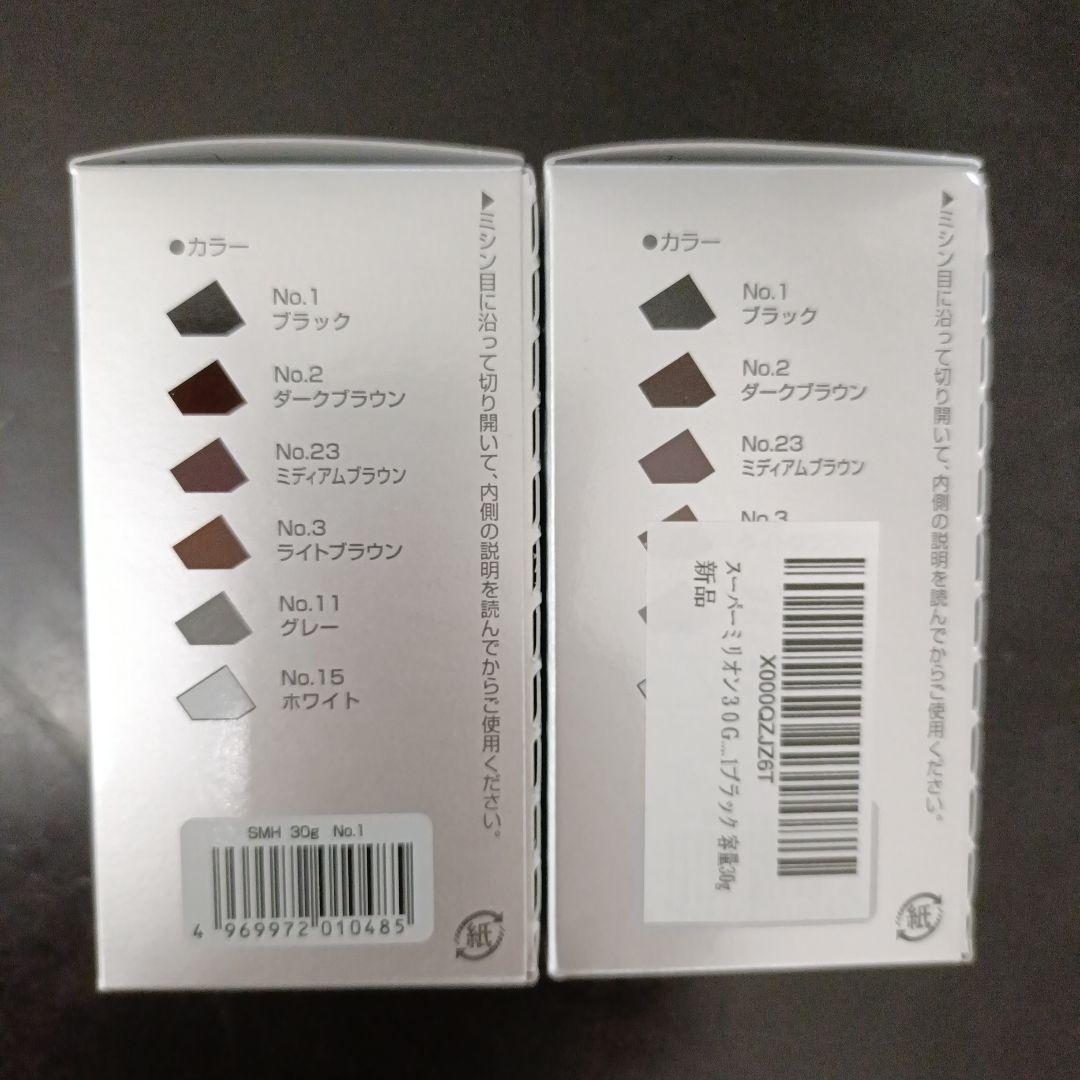 ●カラー
No.1
ブラック
No.2
ダークブラウン
No.23
ミディアムブラウン
No.3
ライトブラウン
No.11
グレー
No.15
ホワイト
▶ミシン目に沿って切り開いて、内側の説明を読んでからご使用ください。
SMH 30g No.1
4 969972 010485
紙
●カラー
No.1
ブラック
No.2
ダークブラウン
No.23
ミディアムブラウン
No.3
▶ミシン目に沿って切り開いて、内側の説明を読んでからご使用ください。
X000QZJZ6T
スーパーミリオン30G....1ブラック 容量30g
新品
紙